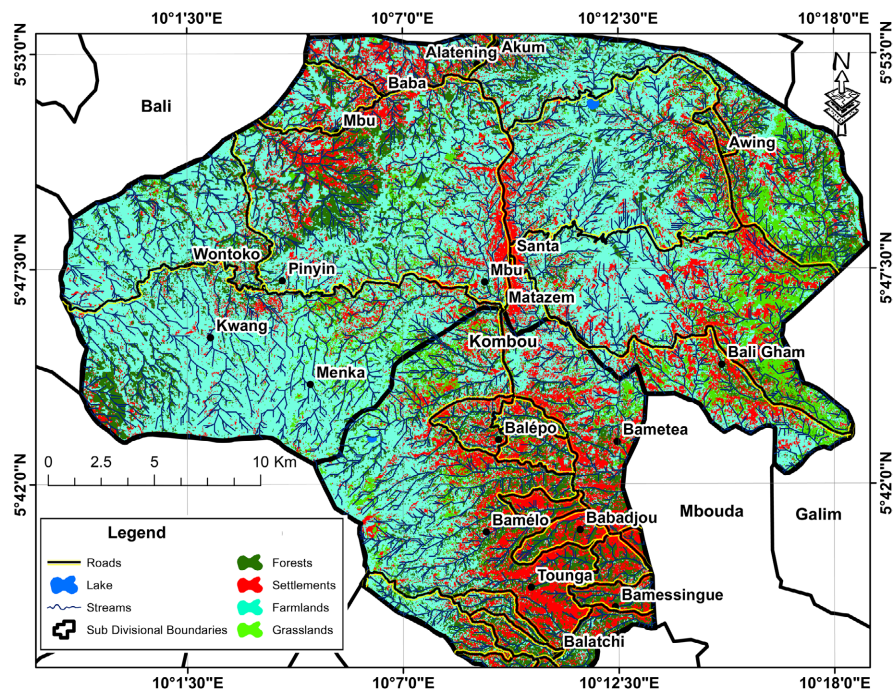 10°1'30"E 10°7'0"E 10°12'30"E 10°18'0"E
5°53'0"N
5°53'0"N
Alatening
Akum
N
Baba
Bali
Mbu
Awing
Santa
Wontoko
Pinyin
Mbu
5°47'30"N
5°47'30"N
Matazem
Kwang
Kombou
Bali Gham
Menka
Balépo
Bametea
0 2.5 5 10 Km
5°42'0"N
5°42'0"N
Mbouda
Galim
Bamélo
Babadjou
Legend
Roads
Lake
Streams
Sub Divisional Boundaries
Forests
Settlements
Farmlands
Grasslands
Tounga
Bamessingue
Balatchi
10°1'30"E 10°7'0"E 10°12'30"E 10°18'0"E